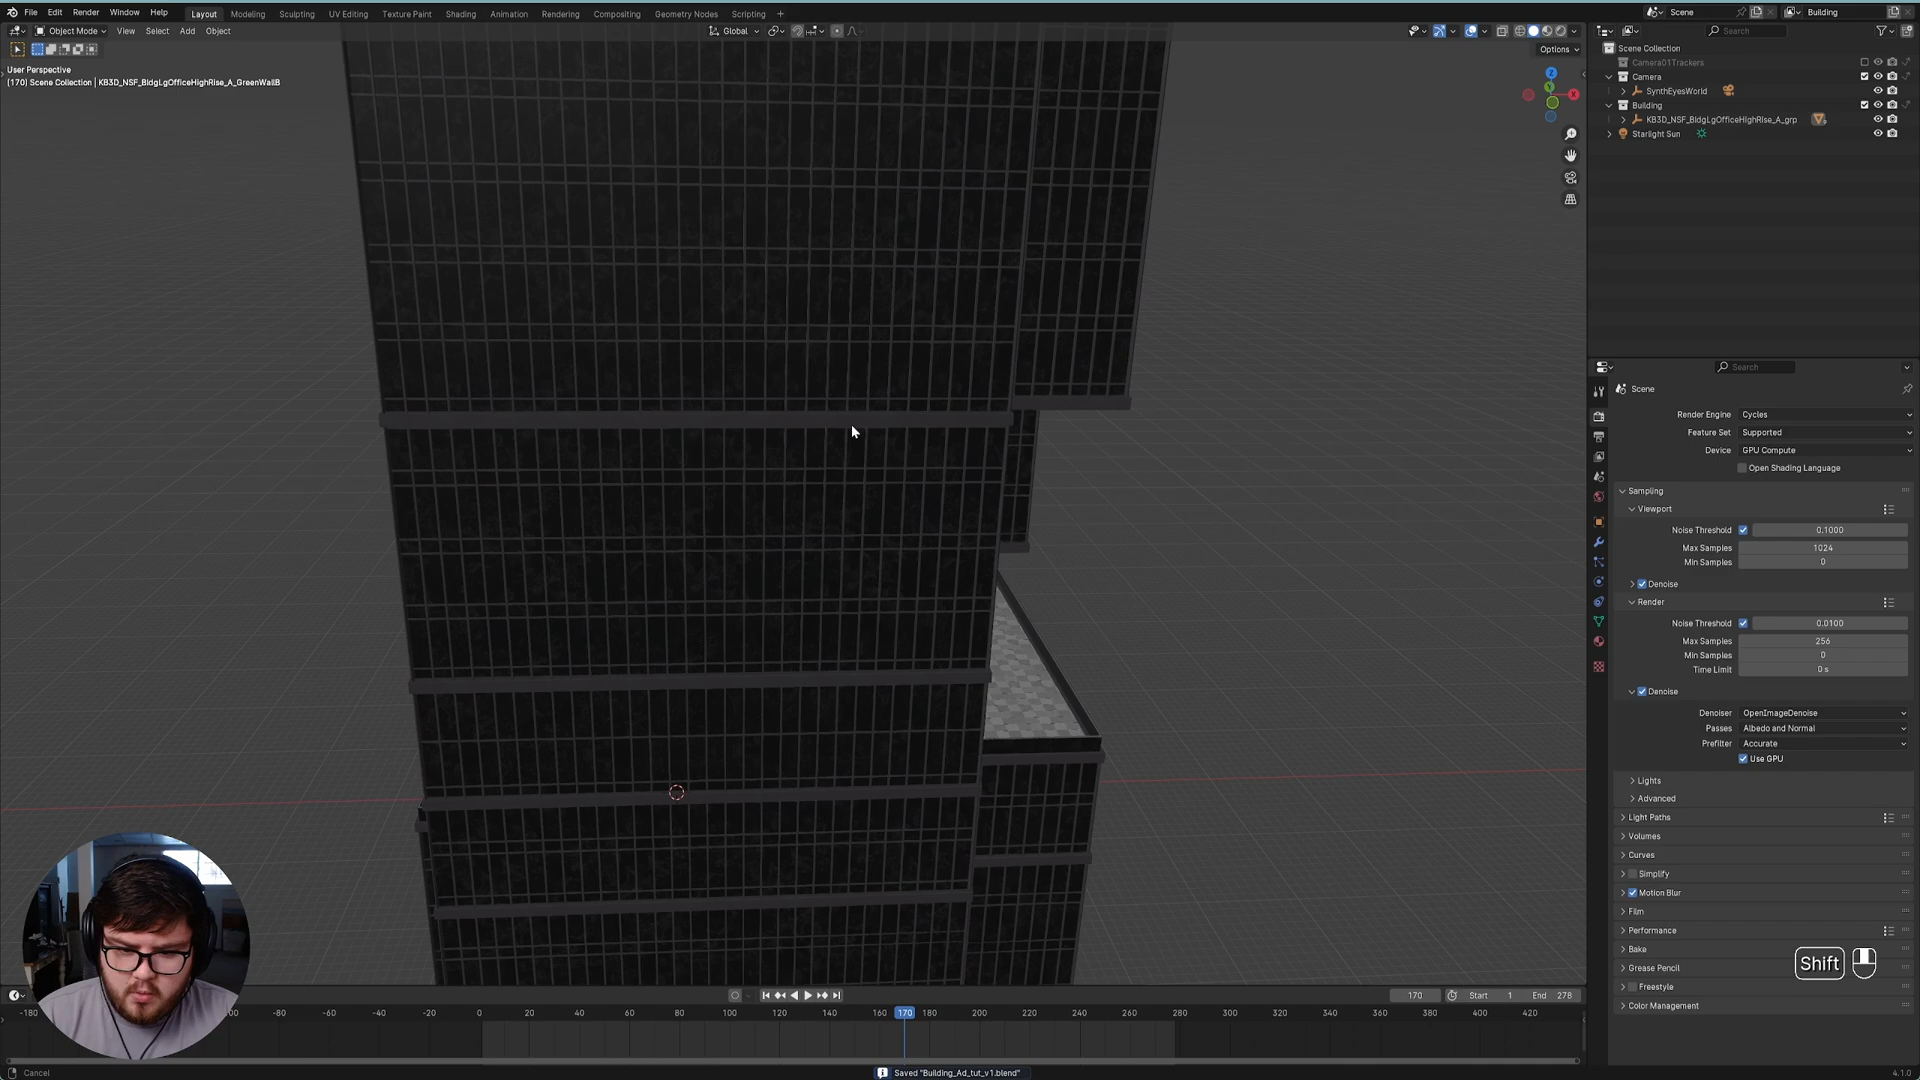 File Edit Render Window Help Layout Modeling Sculpting UV Editing Texture Paint Shading Animation Rendering Compositing Geometry Nodes Scripting + Scene Building
Object Mode View Select Add Object Global Search
Options
User Perspective
(170) Scene Collection | KB3D_NSF_BldgLgOfficeHighRise_A_GreenWallB
Z
Y
X
Scene Collection
Camera01Trackers
Camera
SynthEyesWorld
Building
KB3D_NSF_BldgLgOfficeHighRise_A_grp
Starlight Sun
Search
Scene
Render Engine Cycles
Feature Set Supported
Device GPU Compute
Open Shading Language
Sampling
Viewport
Noise Threshold 0.1000
Max Samples 1024
Min Samples 0
Denoise
Render
Noise Threshold 0.0100
Max Samples 256
Min Samples 0
Time Limit 0 s
Denoise
Denoiser OpenImageDenoise
Passes Albedo and Normal
Prefilter Accurate
Use GPU
Lights
Advanced
Light Paths
Volumes
Curves
Simplify
Motion Blur
Film
Performance
Bake
Grease Pencil
Freestyle
Color Management
Shift
170 Start 1 End 278
-180 -80 -60 -40 -20 0 20 40 60 80 100 120 140 160 170 180 200 220 240 260 280 300 320 340 360 380 400 420
Cancel Saved "Building_Ad_tut_v1.blend" 4.1.0